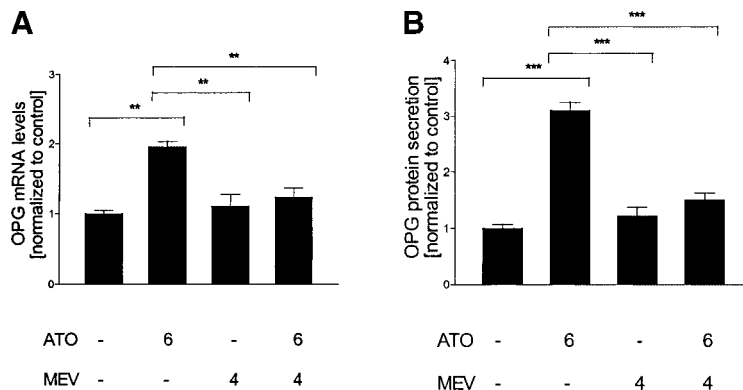 A
OPG mRNA levels
[normalized to control]
3
2
1
0
**
**
**
ATO - 6 - 6
MEV - - 4 4
B
OPG protein secretion
[normalized to control]
4
3
2
1
0
***
***
***
ATO - 6 - 6
MEV - - 4 4